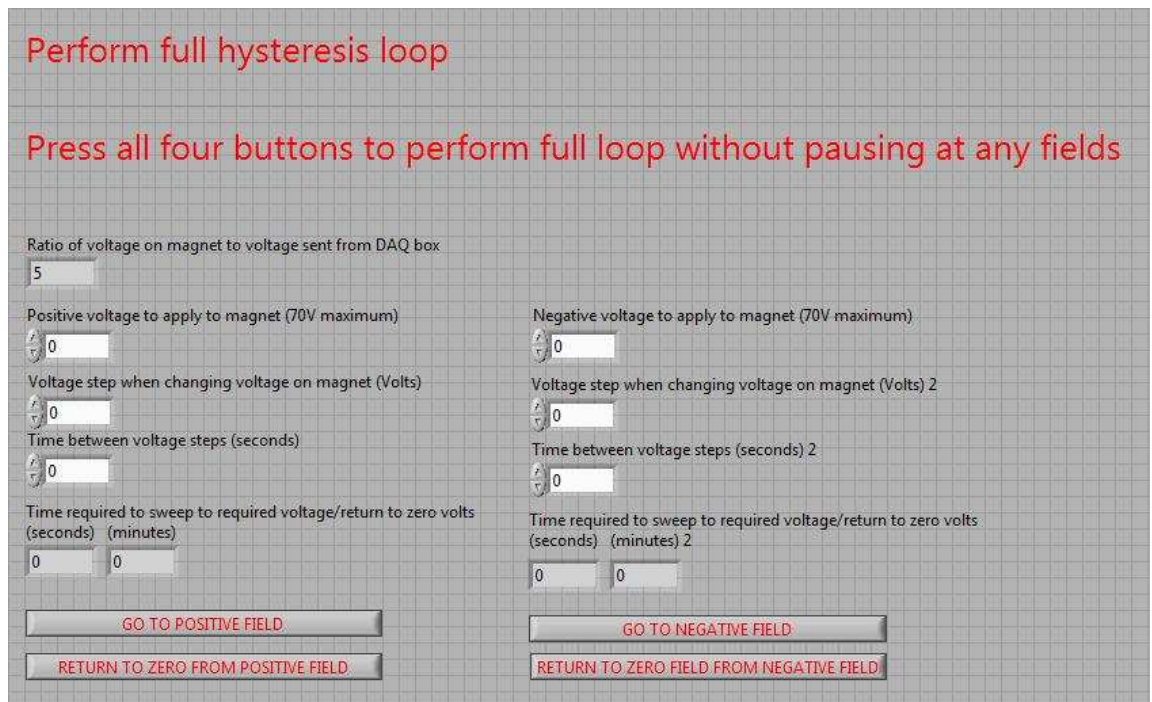 Perform full hysteresis loop
Press all four buttons to perform full loop without pausing at any fields
Ratio of voltage on magnet to voltage sent from DAQ box
5
Positive voltage to apply to magnet (70V maximum)
0
Voltage step when changing voltage on magnet (Volts)
0
Time between voltage steps (seconds)
0
Time required to sweep to required voltage/return to zero volts
(seconds) (minutes)
0 0
GO TO POSITIVE FIELD
RETURN TO ZERO FROM POSITIVE FIELD
Negative voltage to apply to magnet (70V maximum)
0
Voltage step when changing voltage on magnet (Volts) 2
0
Time between voltage steps (seconds) 2
0
Time required to sweep to required voltage/return to zero volts
(seconds) (minutes) 2
0 0
GO TO NEGATIVE FIELD
RETURN TO ZERO FIELD FROM NEGATIVE FIELD